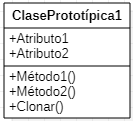 ClasePrototípica1
+Atributo1
+Atributo2
+Método1()
+Método2()
+Clonar()